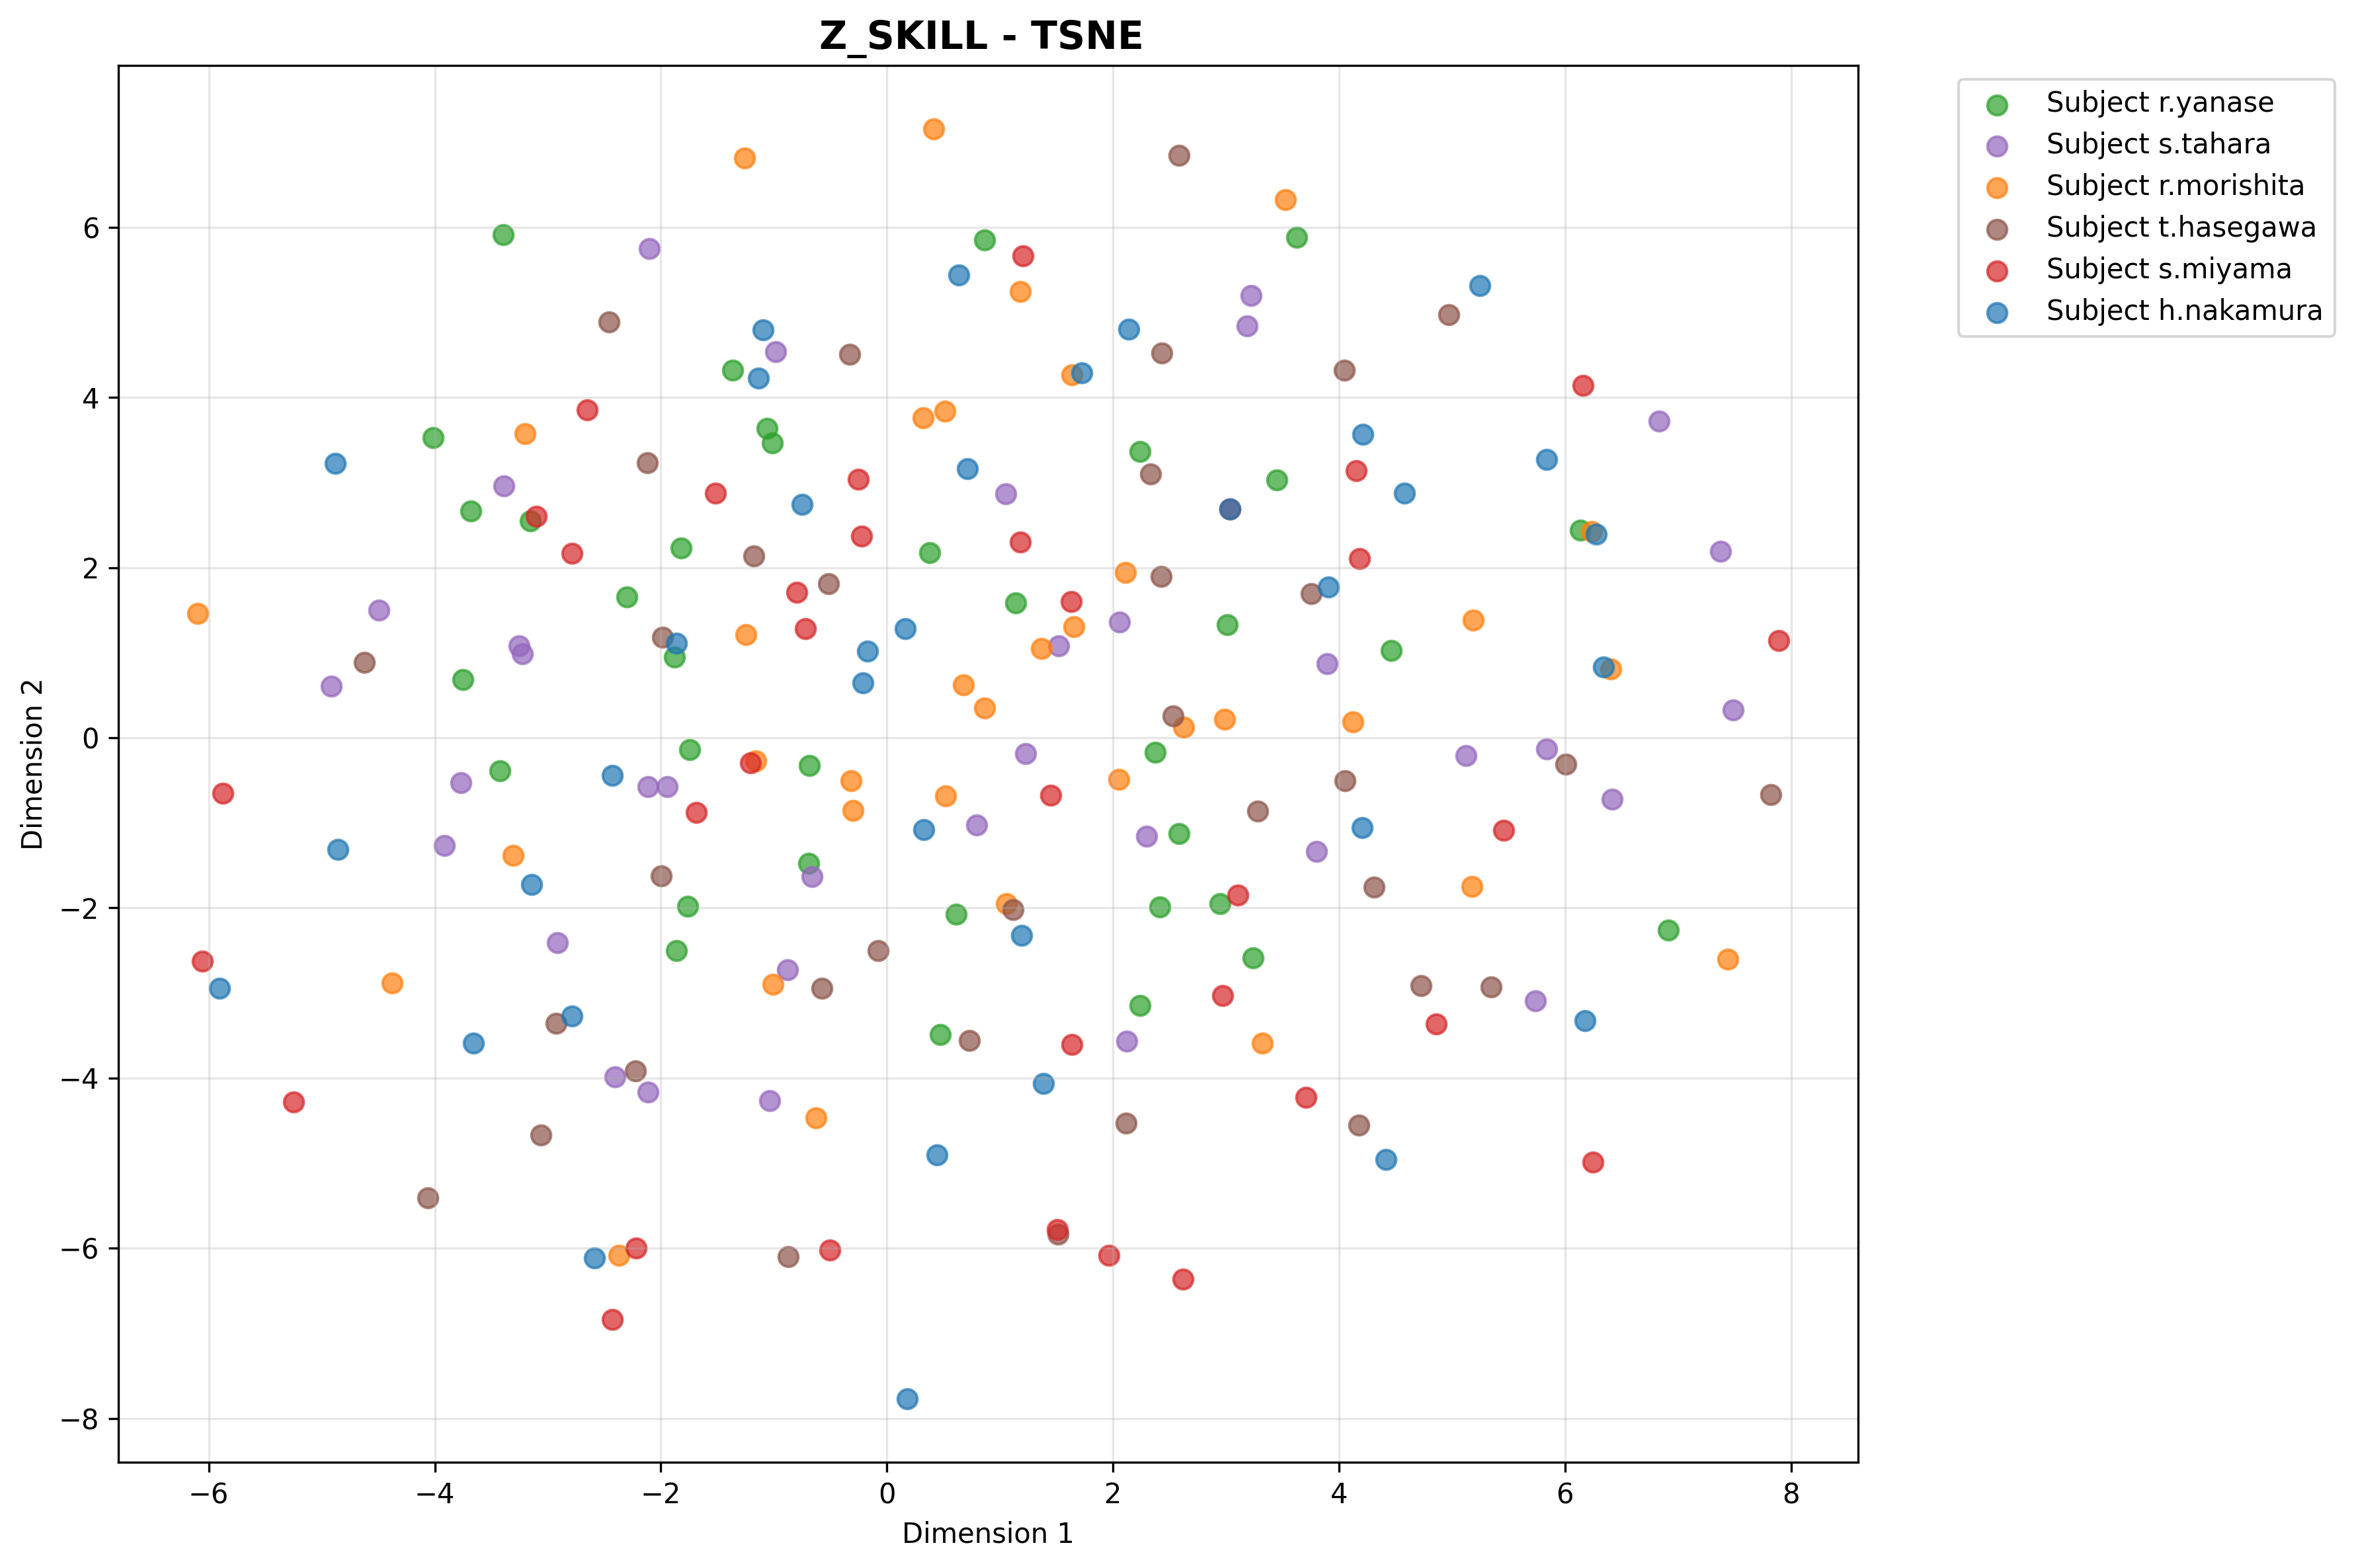 Z_SKILL - TSNE
Subject r.yanase
Subject s.tahara
Subject r.morishita
Subject t.hasegawa
Subject s.miyama
Subject h.nakamura
Dimension 2
6
4
2
0
−2
−4
−6
−8
−6
−4
−2
0
2
4
6
8
Dimension 1